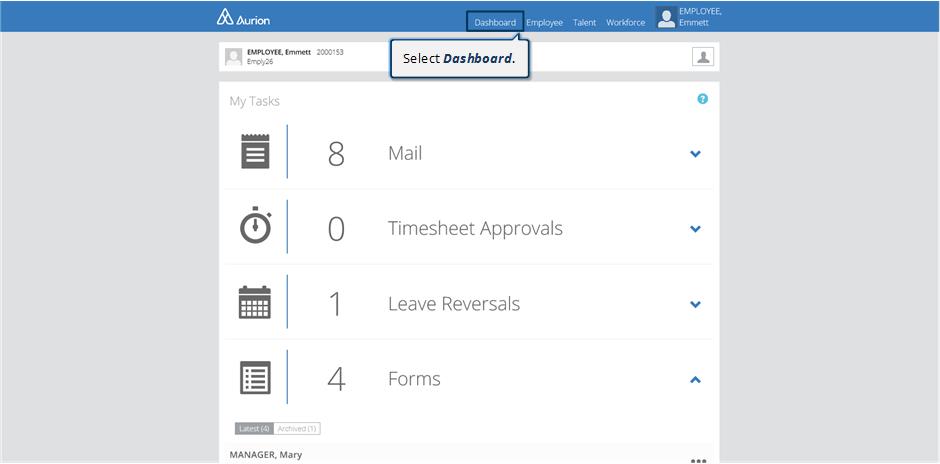 Aurion
Dashboard Employee Talent Workforce
EMPLOYEE,
Emmett
EMPLOYEE, Emmett 2000153
Emply26
Select Dashboard.
My Tasks
?
8 Mail
0 Timesheet Approvals
1 Leave Reversals
4 Forms
Latest (4) Archived (1)
MANAGER, Mary